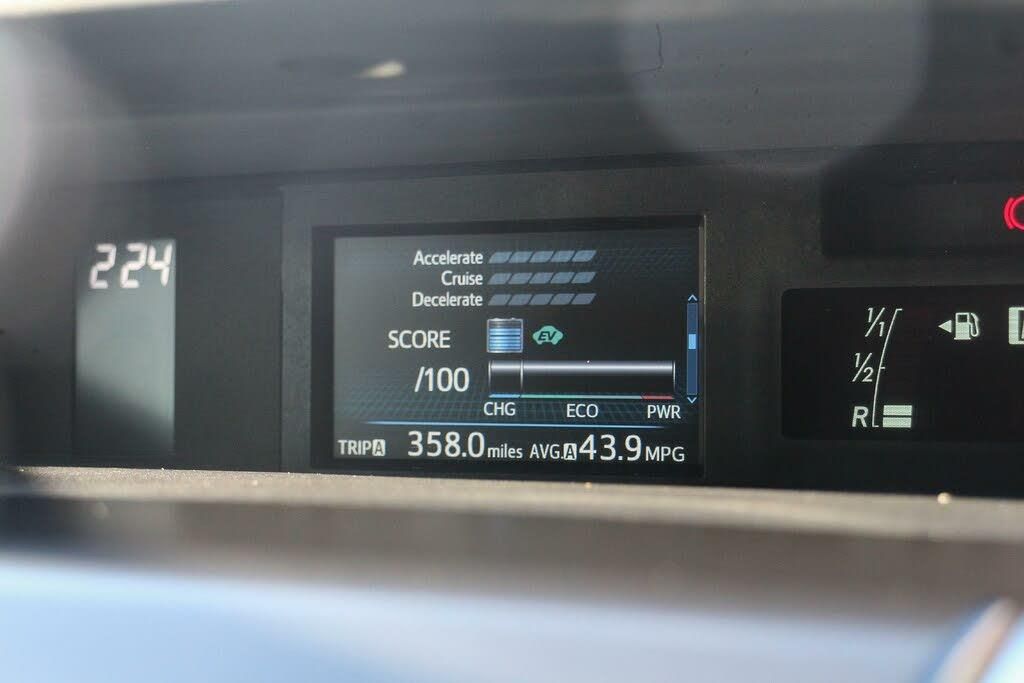 224
Accelerate
Cruise
Decelerate
SCORE
EV
/100
CHG ECO PWR
TRIP A 358.0 miles AVG. A 43.9 MPG
1/1
1/2
R